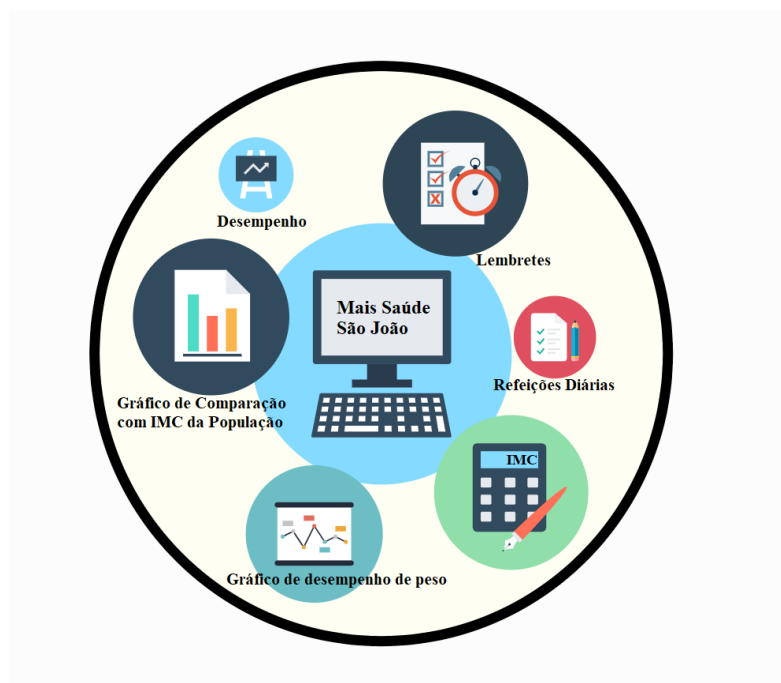 Desempenho
Lembretes
Mais Saúde
São João
Refeições Diárias
Gráfico de Comparação
com IMC da População
IMC
Gráfico de desempenho de peso